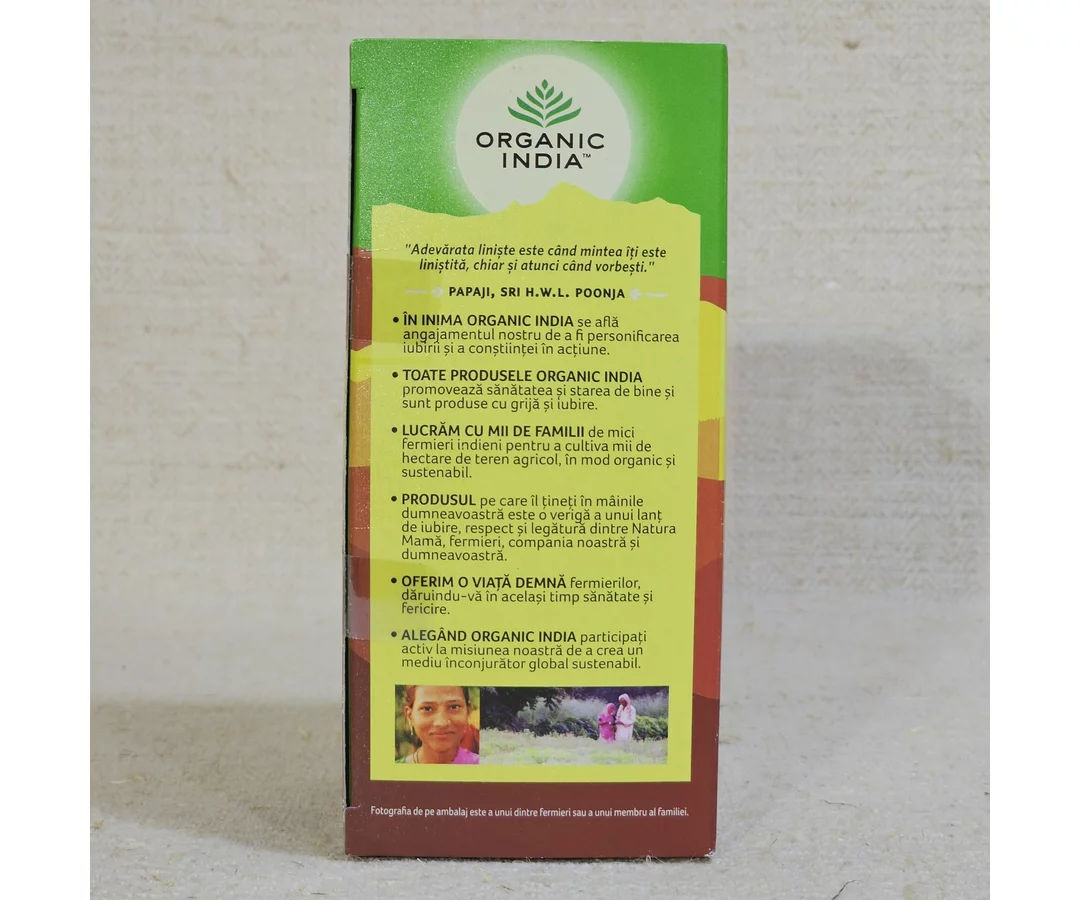 ORGANIC
INDIA™
"Adevărata liniște este când mintea îți este
liniștită, chiar și atunci când vorbești."
PAPAJI, SRI H.W.L. POONJA
• ÎN INIMA ORGANIC INDIA se află
angajamentul nostru de a fi personificarea
iubirii și a conștiinței în acțiune.
• TOATE PRODUSELE ORGANIC INDIA
promovează sănătatea și starea de bine și
sunt produse cu grijă și iubire.
• LUCRĂM CU MII DE FAMILII de mici
fermieri indieni pentru a cultiva mii de
hectare de teren agricol, în mod organic și
sustenabil.
• PRODUSUL pe care îl țineți în mâinile
dumneavoastră este o verigă a unui lanț
de iubire, respect și legătură dintre Natura
Mamă, fermieri, compania noastră și
dumneavoastră.
• OFERIM O VIAȚĂ DEMNĂ fermierilor,
dăruindu-vă în același timp sănătate și
fericire.
• ALEGÂND ORGANIC INDIA participați
activ la misiunea noastră de a crea un
mediu înconjurător global sustenabil.
Fotografia de pe ambalaj este a unui dintre fermieri sau a unui membru al familiei.